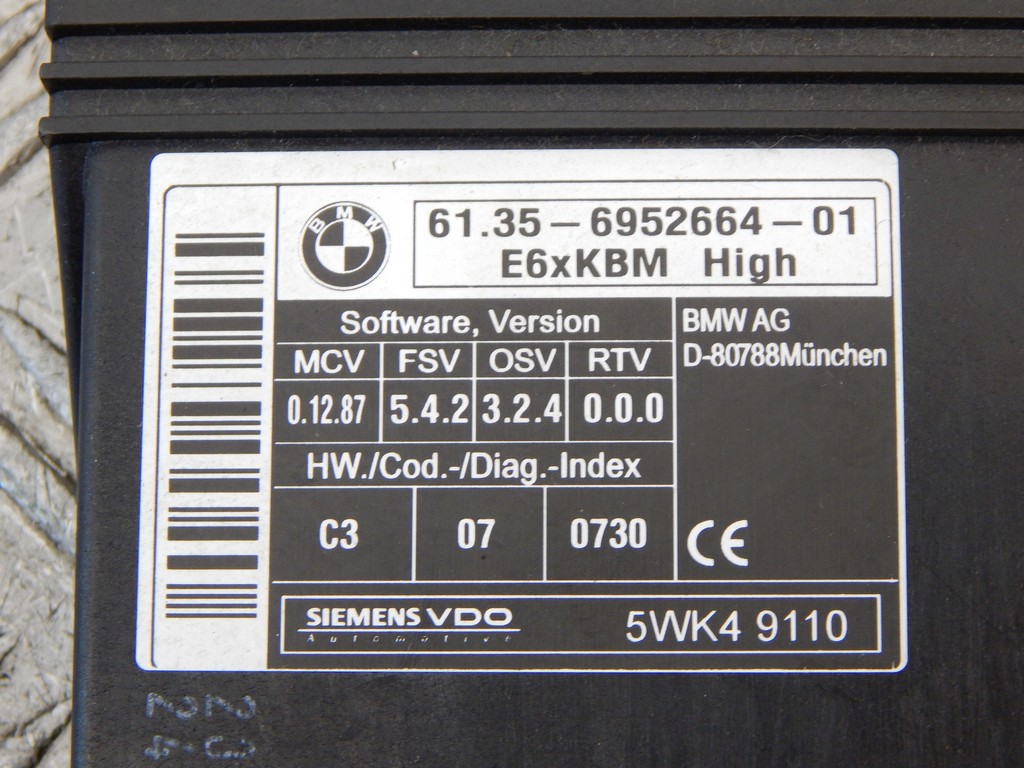 BMW
61.35-6952664-01
E6xKBM High
Software, Version
MCV FSV OSV RTV
0.12.87 5.4.2 3.2.4 0.0.0
HW./Cod.-/Diag.-Index
C3 07 0730
BMW AG
D-80788München
CE
SIEMENS VDO
Automotive
5WK4 9110